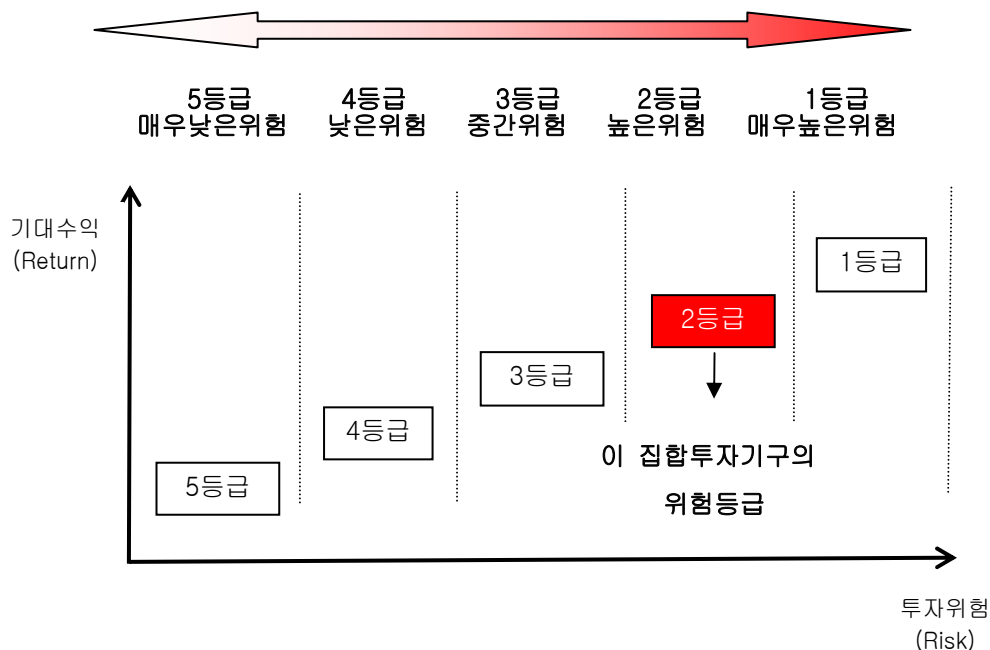 5등급 4등급 3등급 2등급 1등급
매우낮은위험 낮은위험 중간위험 높은위험 매우높은위험
기대수익
(Return)
1등급
2등급
3등급
4등급
이 집합투자기구의
5등급
위험등급
투자위험
(Risk)